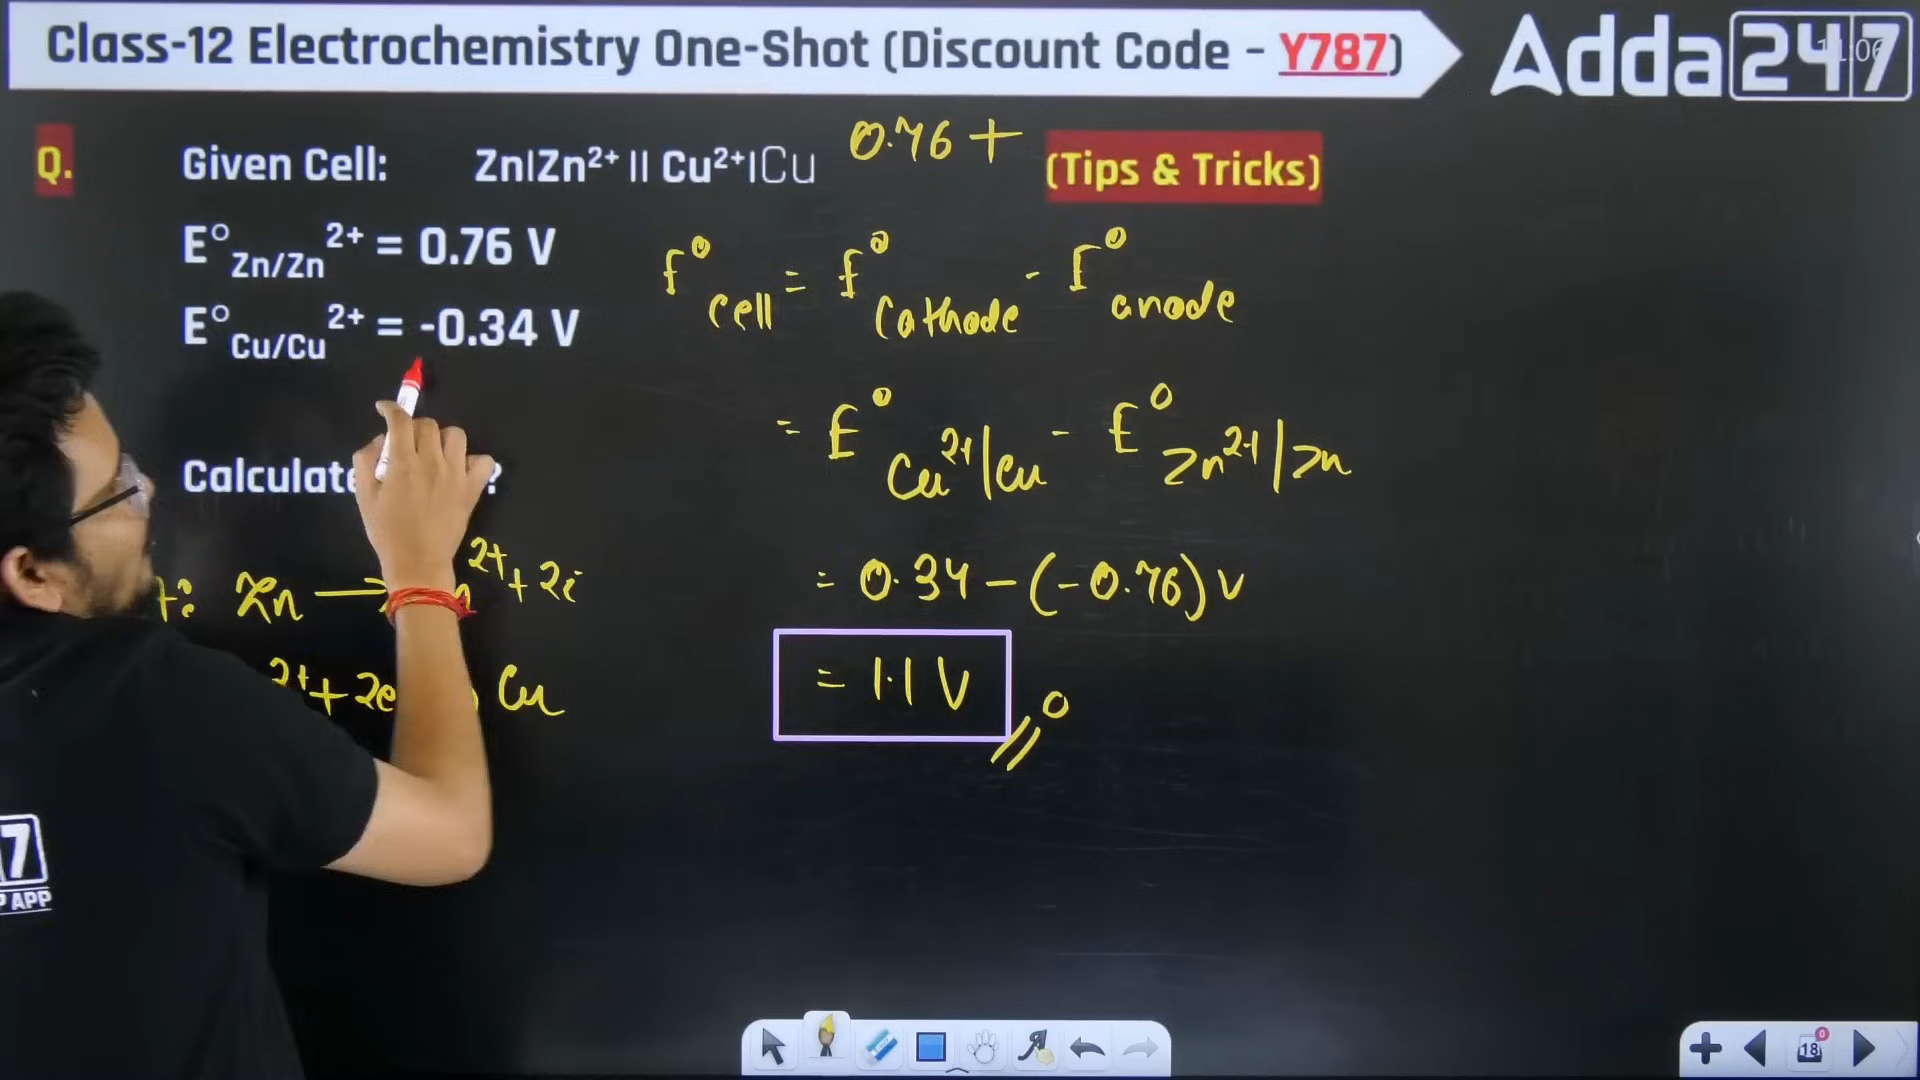 Class-12 Electrochemistry One-Shot (Discount Code - Y787)
Adda247
Q.
Given Cell: Zn|Zn²⁺ || Cu²⁺|Cu
0.76 +
(Tips & Tricks)
E°Zn/Zn²⁺ = 0.76 V
E°Cu/Cu²⁺ = -0.34 V
E°cell = E°Cathode - E°anode
= E°Cu²⁺|Cu - E°Zn²⁺|Zn
Calculate ?
= 0.34 - (-0.76) V
Zn → ²⁺ + 2e
= 1.1 V
²⁺ + 2e Cu
7
APP
18